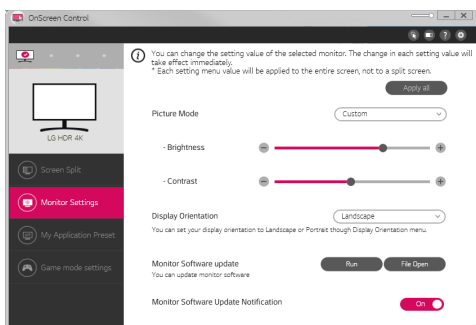 OnScreen Control
You can change the setting value of the selected monitor. The change in each setting value will
take effect immediately.
* Each setting menu value will be applied to the entire screen, not to a split screen.
Apply all
LG HDR 4K
Screen Split
Monitor Settings
My Application Preset
Game mode settings
Picture Mode
Custom
- Brightness
- Contrast
Display Orientation
Landscape
You can set your display orientation to Landscape or Portrait though Display Orientation menu.
Monitor Software update
Run
File Open
You can update monitor software
Monitor Software Update Notification
On